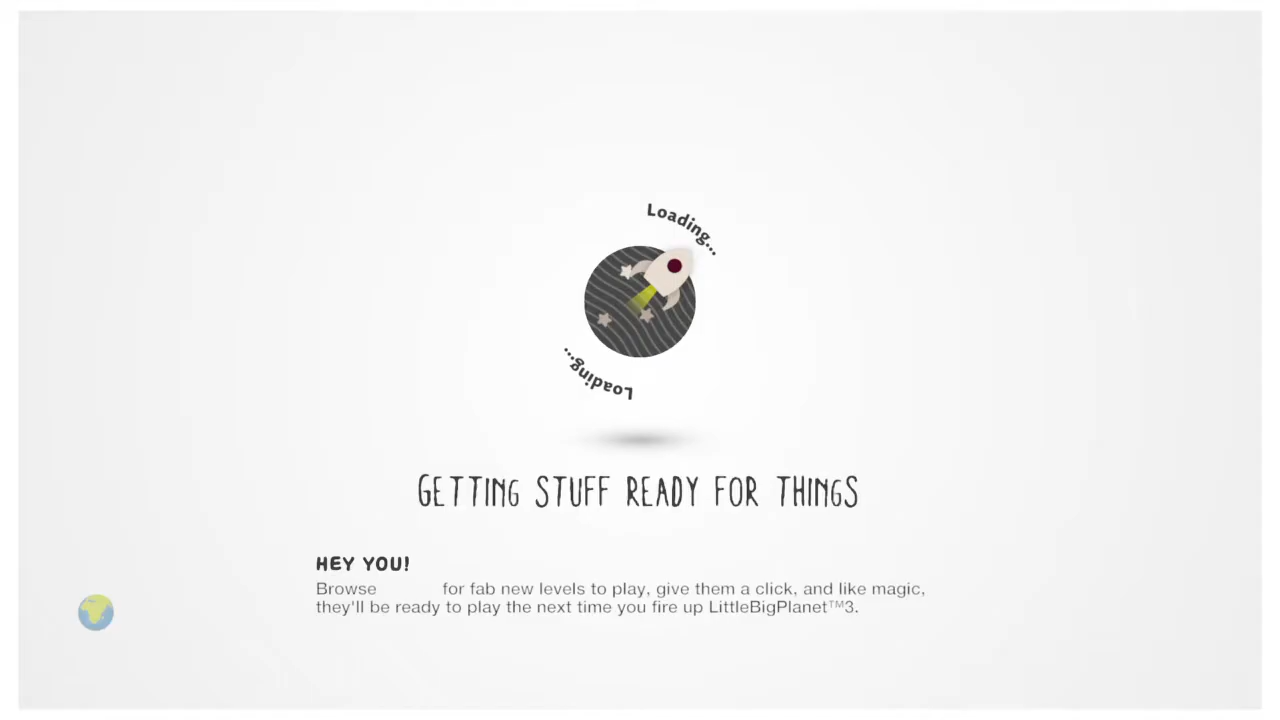 Loading...
Loading...
GETTING STUFF READY FOR THINGS
HEY YOU!
Browse for fab new levels to play, give them a click, and like magic,
they'll be ready to play the next time you fire up LittleBigPlanet™3.